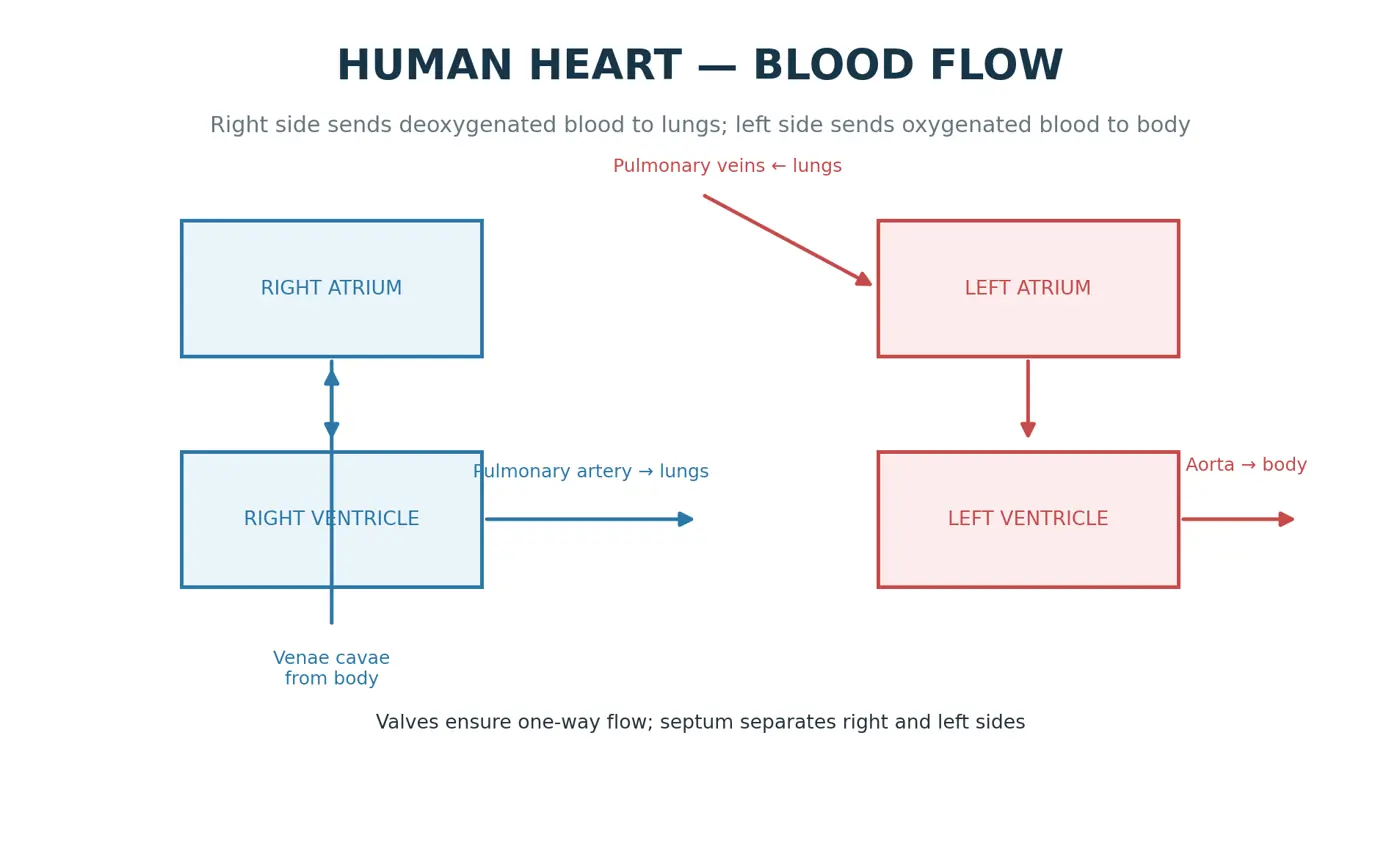 HUMAN HEART — BLOOD FLOW
Right side sends deoxygenated blood to lungs; left side sends oxygenated blood to body
Pulmonary veins ← lungs
RIGHT ATRIUM
LEFT ATRIUM
Pulmonary artery → lungs
Aorta → body
RIGHT VENTRICLE
LEFT VENTRICLE
Venae cavae
from body
Valves ensure one-way flow; septum separates right and left sides